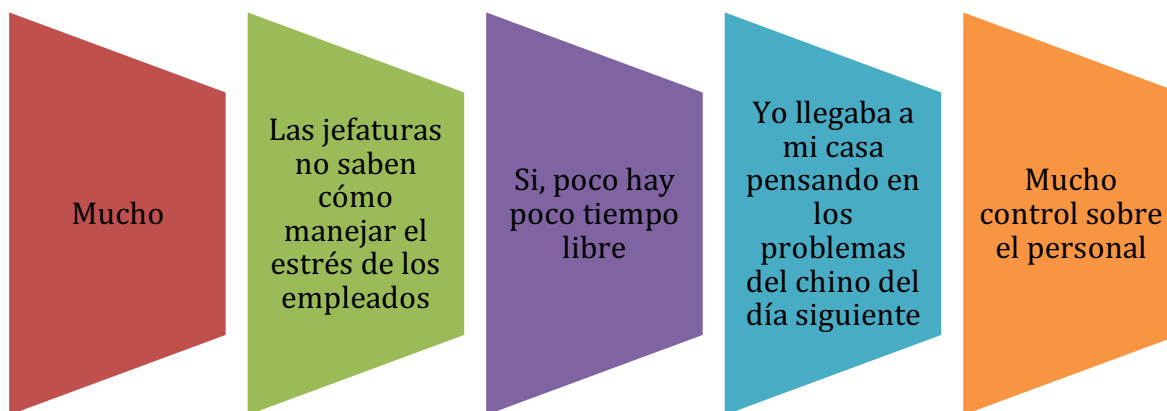 Mucho
Las jefaturas
no saben
cómo
manejar el
estrés de los
empleados
Si, poco hay
poco tiempo
libre
Yo llegaba a
mi casa
pensando en
los
problemas
del chino del
día siguiente
Mucho
control sobre
el personal